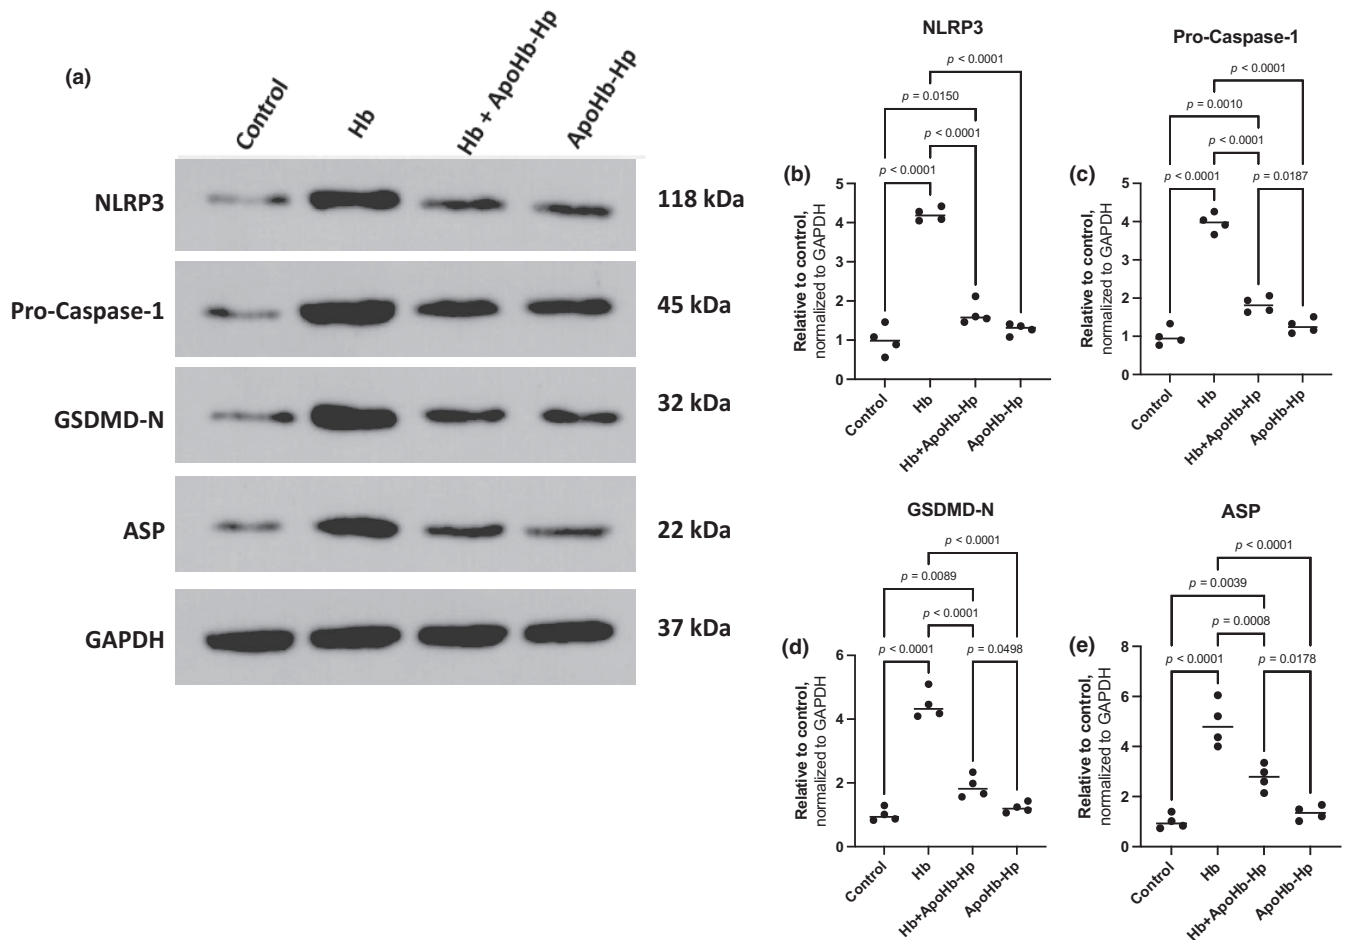 (a)
Control
Hb
Hb + ApoHb-Hp
ApoHb-Hp
NLRP3
118 kDa
Pro-Caspase-1
45 kDa
GSDMD-N
32 kDa
ASP
22 kDa
GAPDH
37 kDa
NLRP3
p < 0.0001
p = 0.0150
p < 0.0001
p < 0.0001
(b)
Relative to control,
normalized to GAPDH
5
4
3
2
1
0
Control
Hb
Hb+ApoHb-Hp
ApoHb-Hp
Pro-Caspase-1
p < 0.0001
p = 0.0010
p < 0.0001
p < 0.0001
p = 0.0187
(c)
Relative to control,
normalized to GAPDH
5
4
3
2
1
0
Control
Hb
Hb+ApoHb-Hp
ApoHb-Hp
GSDMD-N
p < 0.0001
p = 0.0089
p < 0.0001
p < 0.0001
p = 0.0498
(d)
Relative to control,
normalized to GAPDH
6
4
2
0
Control
Hb
Hb+ApoHb-Hp
ApoHb-Hp
ASP
p < 0.0001
p = 0.0039
p = 0.0008
p < 0.0001
p = 0.0178
(e)
Relative to control,
normalized to GAPDH
8
6
4
2
0
Control
Hb
Hb+ApoHb-Hp
ApoHb-Hp